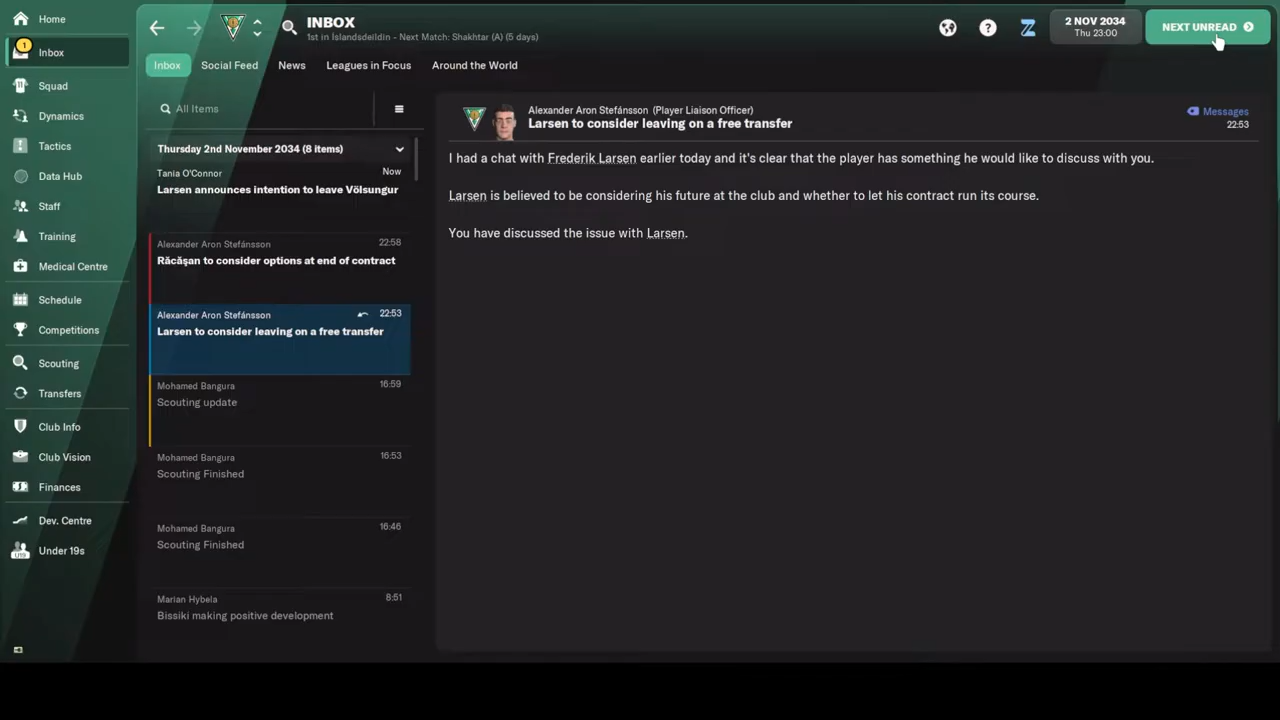 Home
1
Inbox
Squad
Dynamics
Tactics
Data Hub
Staff
Training
Medical Centre
Schedule
Competitions
Scouting
Transfers
Club Info
Club Vision
Finances
Dev. Centre
U19
Under 19s
INBOX
1st in Íslandsdeildin - Next Match: Shakhtar (A) (5 days)
2 NOV 2034
Thu 23:00
NEXT UNREAD
Inbox
Social Feed
News
Leagues in Focus
Around the World
All Items
Thursday 2nd November 2034 (8 items)
Tania O'Connor
Now
Larsen announces intention to leave Völsungur
Alexander Aron Stefánsson
22:58
Răcăşan to consider options at end of contract
Alexander Aron Stefánsson
22:53
Larsen to consider leaving on a free transfer
Mohamed Bangura
16:59
Scouting update
Mohamed Bangura
16:53
Scouting Finished
Mohamed Bangura
16:46
Scouting Finished
Marian Hybela
8:51
Bissiki making positive development
Alexander Aron Stefánsson (Player Liaison Officer)
Larsen to consider leaving on a free transfer
Messages
22:53
I had a chat with Frederik Larsen earlier today and it's clear that the player has something he would like to discuss with you.
Larsen is believed to be considering his future at the club and whether to let his contract run its course.
You have discussed the issue with Larsen.